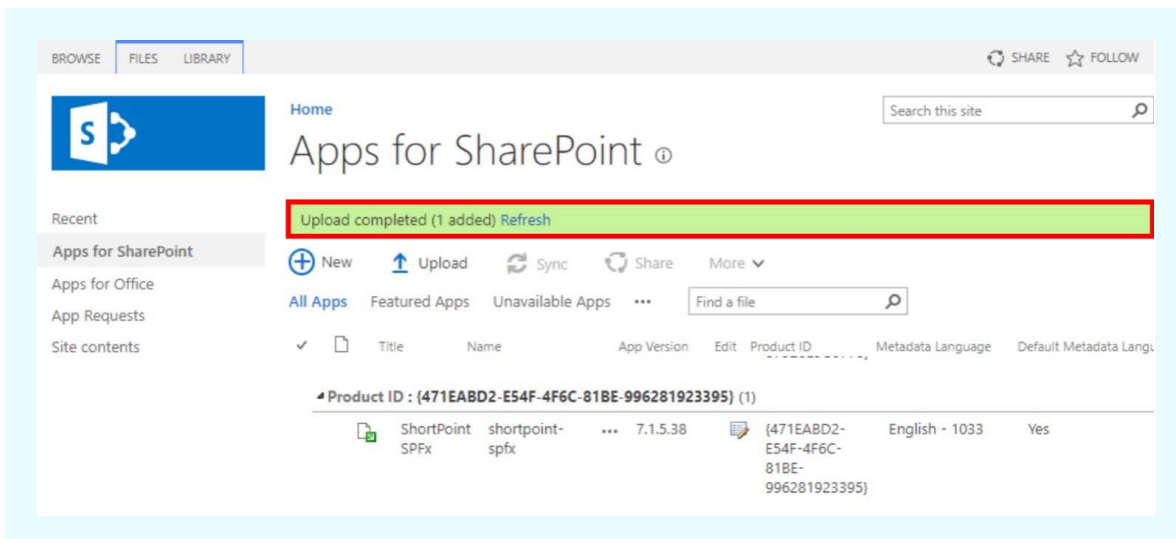 BROWSE FILES LIBRARY SHARE FOLLOW
S
Home
Search this site
Apps for SharePoint
Recent
Upload completed (1 added) Refresh
Apps for SharePoint
New Upload Sync Share More
Apps for Office
All Apps Featured Apps Unavailable Apps ••• Find a file
App Requests
Site contents
Title Name App Version Edit Product ID Metadata Language Default Metadata Langu
Product ID : {471EABD2-E54F-4F6C-81BE-996281923395} (1)
ShortPoint shortpoint- ••• 7.1.5.38 {471EABD2- English - 1033 Yes
SPFx spfx E54F-4F6C-
81BE-
996281923395}